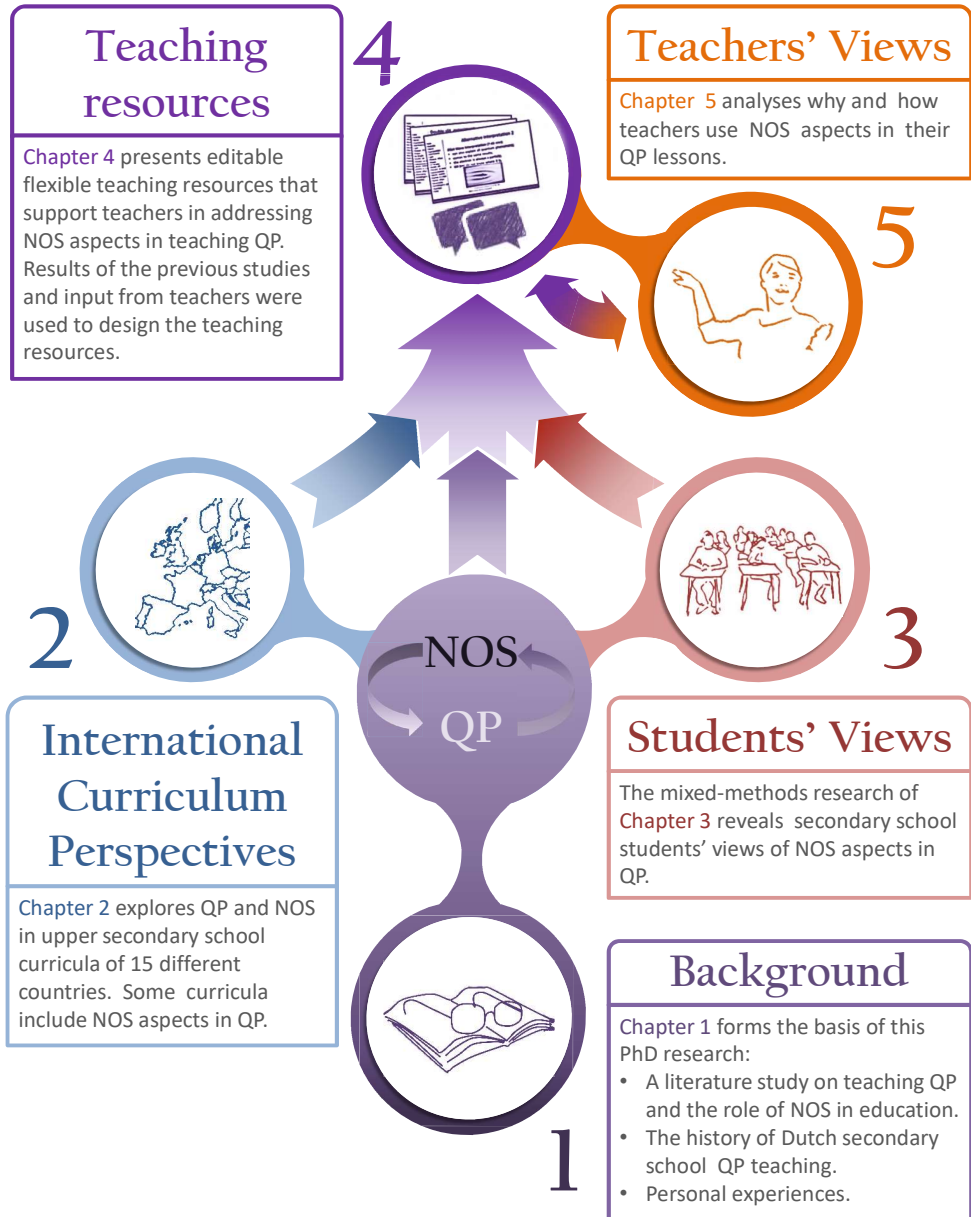 Teaching
resources
Chapter 4 presents editable
flexible teaching resources that
support teachers in addressing
NOS aspects in teaching QP.
Results of the previous studies
and input from teachers were
used to design the teaching
resources.
4
Teachers’ Views
Chapter 5 analyses why and how
teachers use NOS aspects in their
QP lessons.
5
2
International
Curriculum
Perspectives
Chapter 2 explores QP and NOS
in upper secondary school
curricula of 15 different
countries. Some curricula
include NOS aspects in QP.
NOS
QP
3
Students’ Views
The mixed-methods research of
Chapter 3 reveals secondary school
students’ views of NOS aspects in
QP.
1
Background
Chapter 1 forms the basis of this
PhD research:
• A literature study on teaching QP
and the role of NOS in education.
• The history of Dutch secondary
school QP teaching.
• Personal experiences.